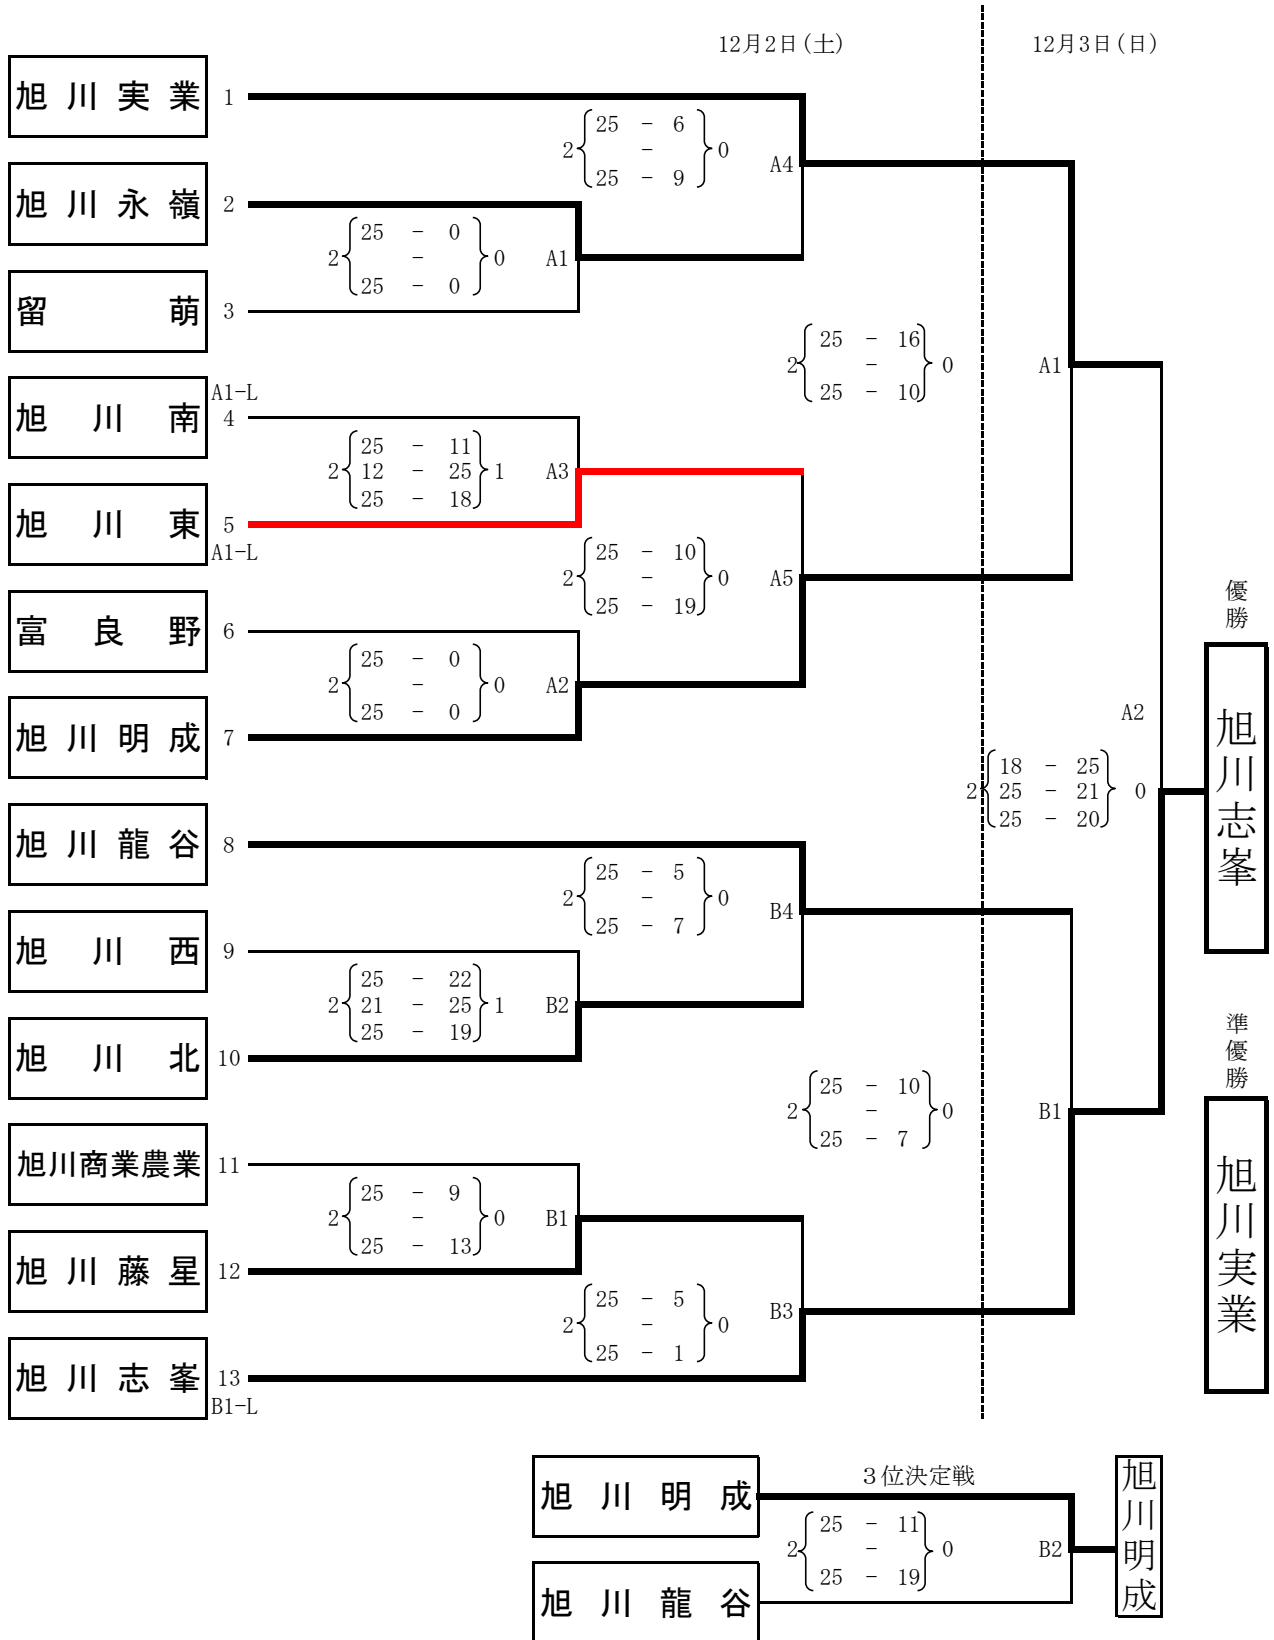 12月2日(土) 12月3日(日)
旭川実業 1
25 - 6
2 - 0
25 - 9
A4
旭川永嶺 2
25 - 0
2 - 0
25 - 0
A1
留萌 3
25 - 16
2 - 0
25 - 10
A1
A1-L
旭川南 4
25 - 11
2 12 - 25 1
25 - 18
A3
旭川東 5
A1-L
25 - 10
2 - 0
25 - 19
A5
富良野 6
25 - 0
2 - 0
25 - 0
A2
旭川明成 7
A2
18 - 25
2 25 - 21 0
25 - 20
優勝
旭川志峯
旭川龍谷 8
25 - 5
2 - 0
25 - 7
B4
旭川西 9
25 - 22
2 21 - 25 1
25 - 19
B2
旭川北 10
25 - 10
2 - 0
25 - 7
B1
準優勝
旭川実業
旭川商業農業 11
25 - 9
2 - 0
25 - 13
B1
旭川藤星 12
25 - 5
2 - 0
25 - 1
B3
旭川志峯 13
B1-L
3位決定戦
旭川明成
25 - 11
2 - 0
25 - 19
B2
旭川龍谷
旭川明成